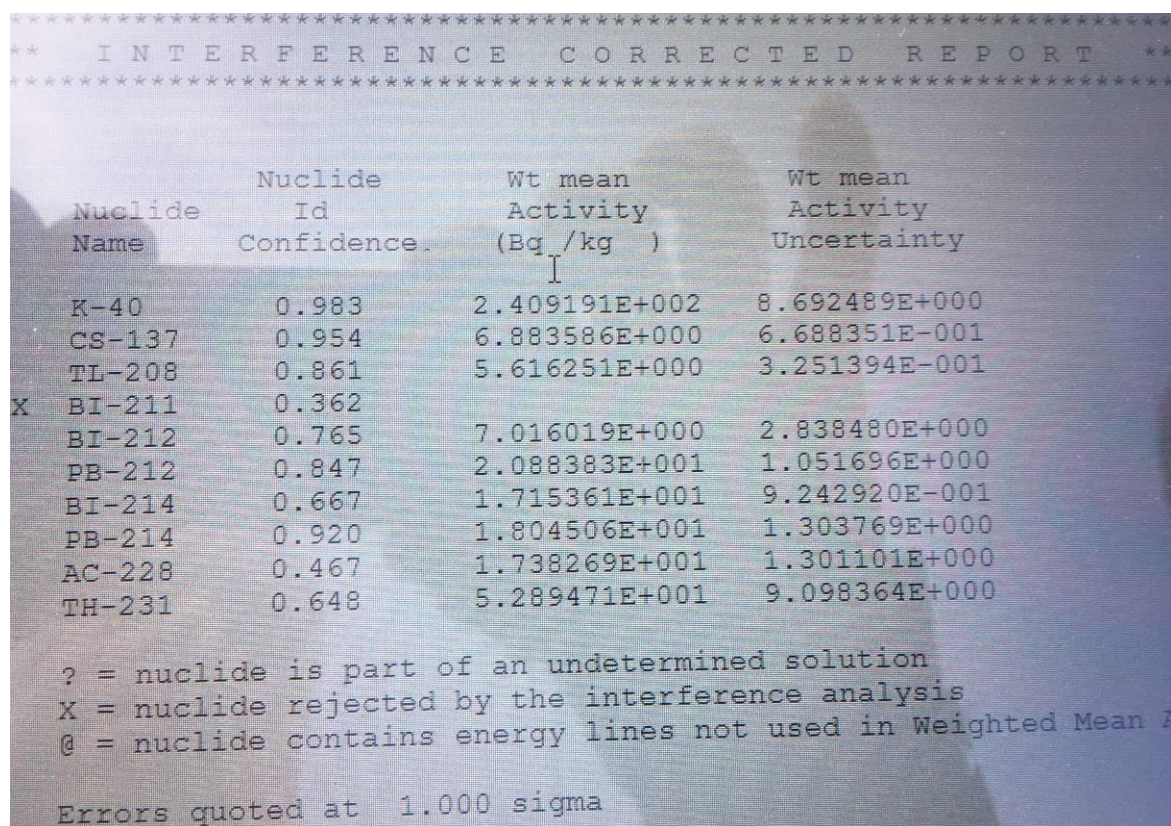 *****************************************************************
** I N T E R F E R E N C E C O R R E C T E D R E P O R T **
*****************************************************************
Nuclide Wt mean Wt mean
Nuclide Id Activity Activity
Name Confidence (Bq /kg ) Uncertainty
K-40 0.983 2.409191E+002 8.692489E+000
CS-137 0.954 6.883586E+000 6.688351E-001
TL-208 0.861 5.616251E+000 3.251394E-001
X BI-211 0.362
BI-212 0.765 7.016019E+000 2.838480E+000
PB-212 0.847 2.088383E+001 1.051696E+000
BI-214 0.667 1.715361E+001 9.242920E-001
PB-214 0.920 1.804506E+001 1.303769E+000
AC-228 0.467 1.738269E+001 1.301101E+000
TH-231 0.648 5.289471E+001 9.098364E+000
? = nuclide is part of an undetermined solution
X = nuclide rejected by the interference analysis
@ = nuclide contains energy lines not used in Weighted Mean A
Errors quoted at 1.000 sigma